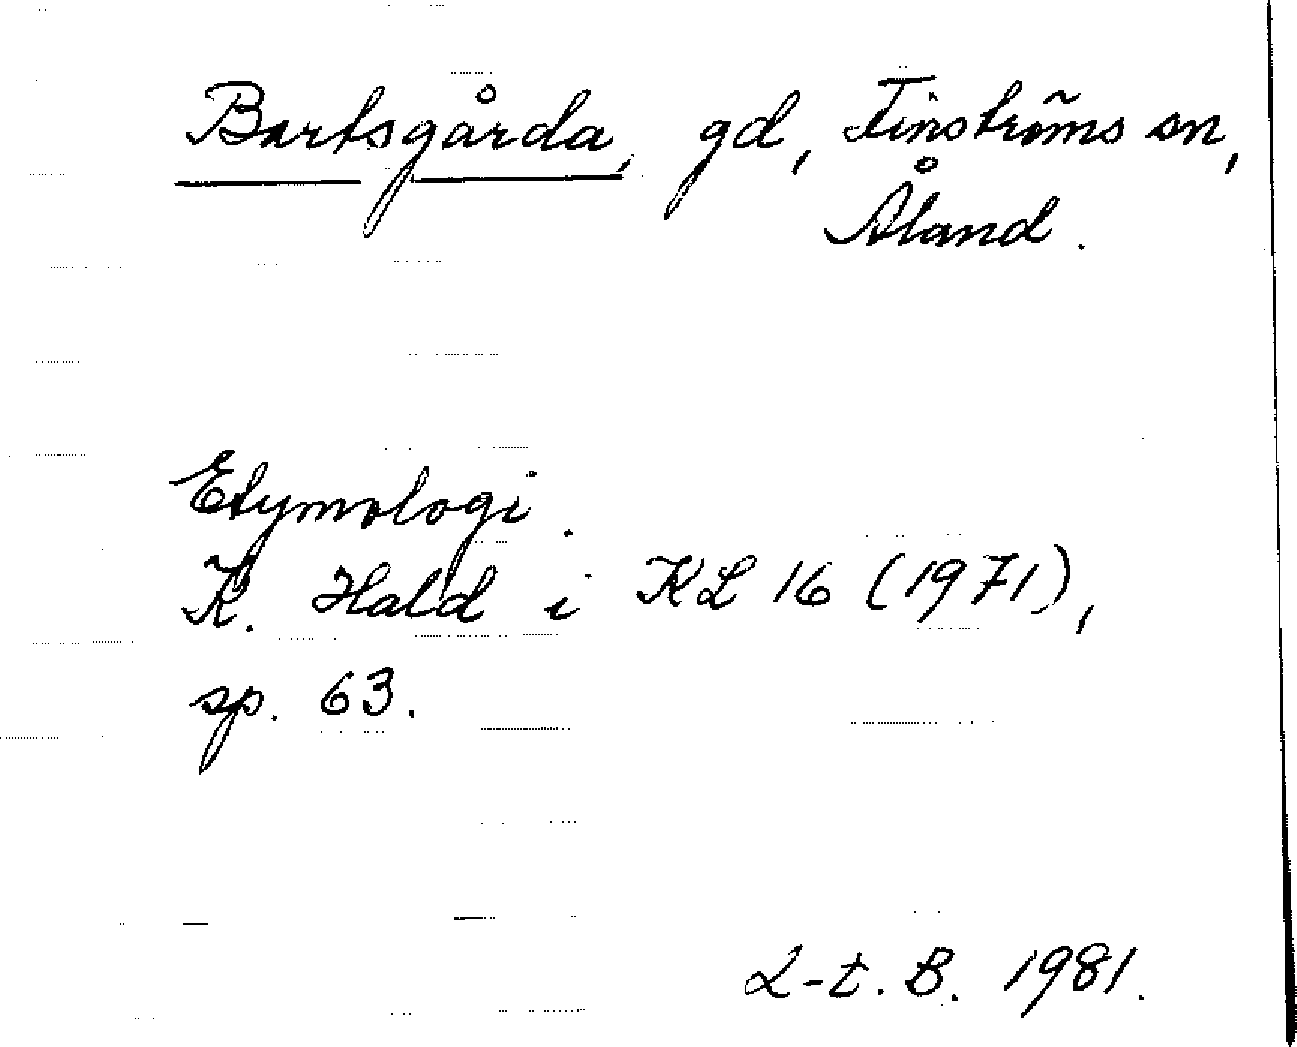 Bartsgårda, gd, Finströms sn,
Åland.
Etymologi.
K. Hald i KL 16 (1971),
sp. 63.
L-t. B. 1981.